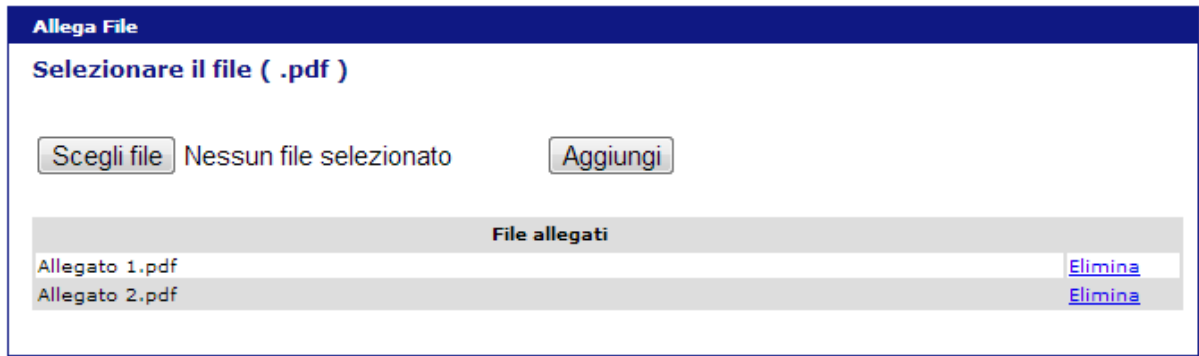 Allega File
Selezionare il file ( .pdf )
Scegli file Nessun file selezionato Aggiungi
File allegati
Allegato 1.pdf Elimina
Allegato 2.pdf Elimina